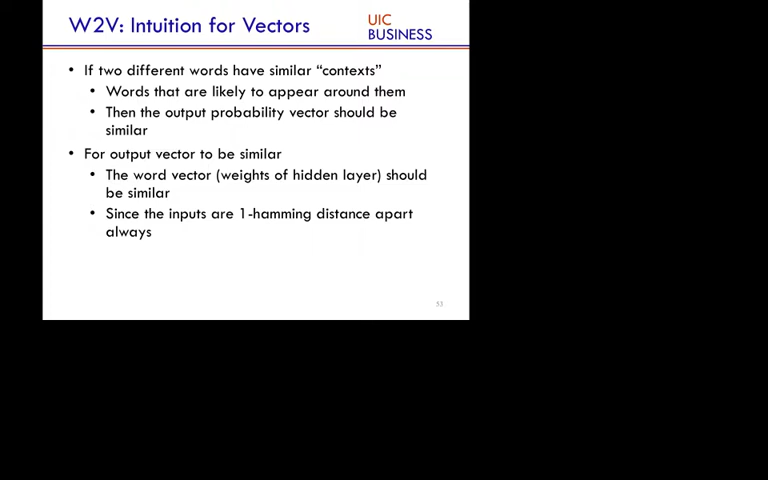 W2V: Intuition for Vectors
UIC
BUSINESS
• If two different words have similar “contexts”
• Words that are likely to appear around them
• Then the output probability vector should be
similar
• For output vector to be similar
• The word vector (weights of hidden layer) should
be similar
• Since the inputs are 1-hamming distance apart
always
53